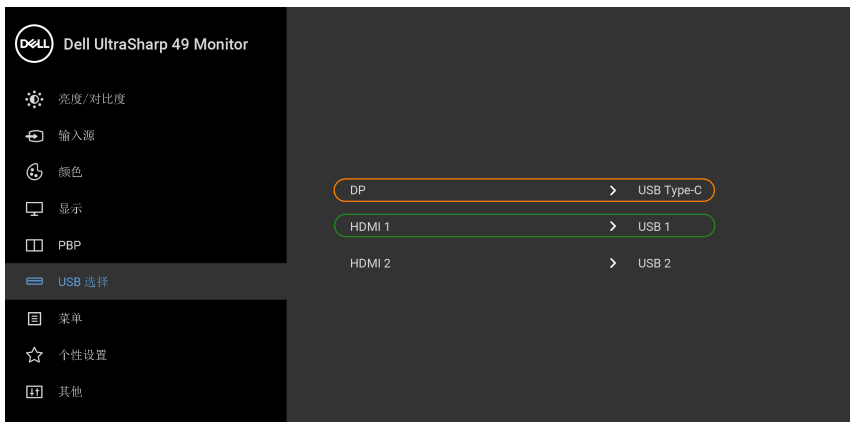 DELL Dell UltraSharp 49 Monitor
亮度/对比度
输入源
颜色
显示
PBP
USB 选择
菜单
个性设置
其他
DP USB Type-C
HDMI 1 USB 1
HDMI 2 USB 2